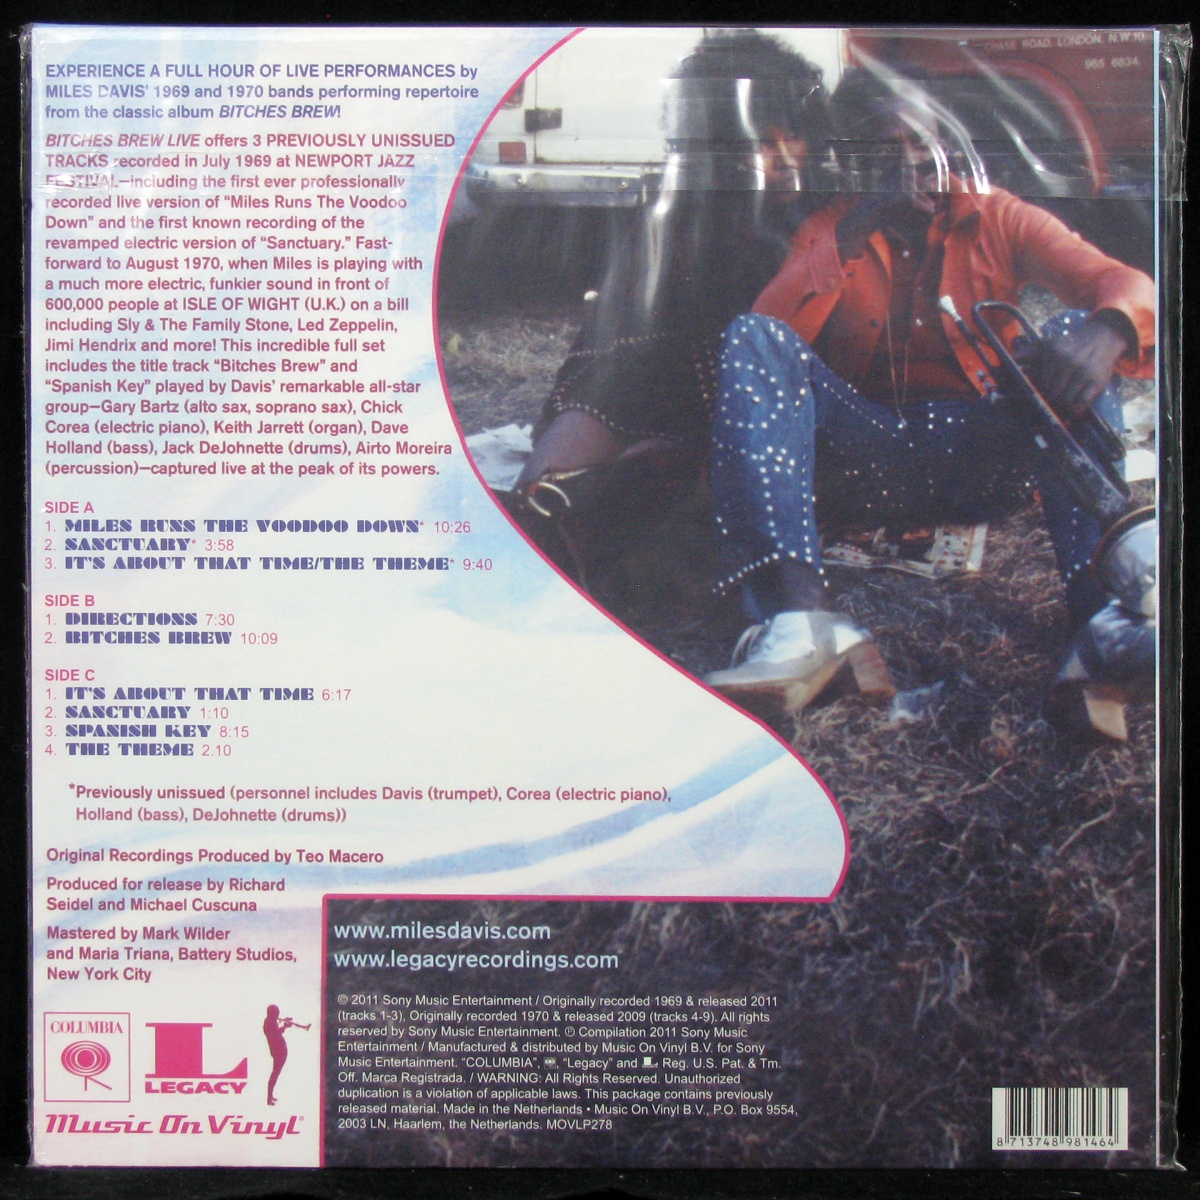 EXPERIENCE A FULL HOUR OF LIVE PERFORMANCES by
MILES DAVIS' 1969 and 1970 bands performing repertoire
from the classic album BITCHES BREW!
BITCHES BREW LIVE offers 3 PREVIOUSLY UNISSUED
TRACKS recorded in July 1969 at NEWPORT JAZZ
FESTIVAL—including the first ever professionally
recorded live version of “Miles Runs The Voodoo
Down” and the first known recording of the
revamped electric version of “Sanctuary.” Fast-
forward to August 1970, when Miles is playing with
a much more electric, funkier sound in front of
600,000 people at ISLE OF WIGHT (U.K.) on a bill
including Sly & The Family Stone, Led Zeppelin,
Jimi Hendrix and more! This incredible full set
includes the title track “Bitches Brew” and
“Spanish Key” played by Davis' remarkable all-star
group—Gary Bartz (alto sax, soprano sax), Chick
Corea (electric piano), Keith Jarrett (organ), Dave
Holland (bass), Jack DeJohnette (drums), Airto Moreira
(percussion)—captured live at the peak of its powers.
SIDE A
1. MILES RUNS THE VOODOO DOWN* 10:26
2. SANCTUARY* 3:58
3. IT'S ABOUT THAT TIME/THE THEME* 9:40
SIDE B
1. DIRECTIONS 7:30
2. BITCHES BREW 10:09
SIDE C
1. IT'S ABOUT THAT TIME 6:17
2. SANCTUARY 1:10
3. SPANISH KEY 8:15
4. THE THEME 2.10
*Previously unissued (personnel includes Davis (trumpet), Corea (electric piano),
Holland (bass), DeJohnette (drums))
Original Recordings Produced by Teo Macero
Produced for release by Richard
Seidel and Michael Cuscuna
Mastered by Mark Wilder
and Maria Triana, Battery Studios,
New York City
COLUMBIA
L
LEGACY
Music On Vinyl®
www.milesdavis.com
www.legacyrecordings.com
© 2011 Sony Music Entertainment / Originally recorded 1969 & released 2011
(tracks 1-3), Originally recorded 1970 & released 2009 (tracks 4-9). All rights
reserved by Sony Music Entertainment. ℗ Compilation 2011 Sony Music
Entertainment / Manufactured & distributed by Music On Vinyl B.V. for Sony
Music Entertainment. “COLUMBIA”, “Legacy” and L Reg. U.S. Pat. & Tm.
Off. Marca Registrada. / WARNING: All Rights Reserved. Unauthorized
duplication is a violation of applicable laws. This package contains previously
released material. Made in the Netherlands • Music On Vinyl B.V., P.O. Box 9554,
2003 LN, Haarlem, the Netherlands. MOVLP278
8 713748 981464
CHASE ROAD, LONDON. N.W.10.
965 6834